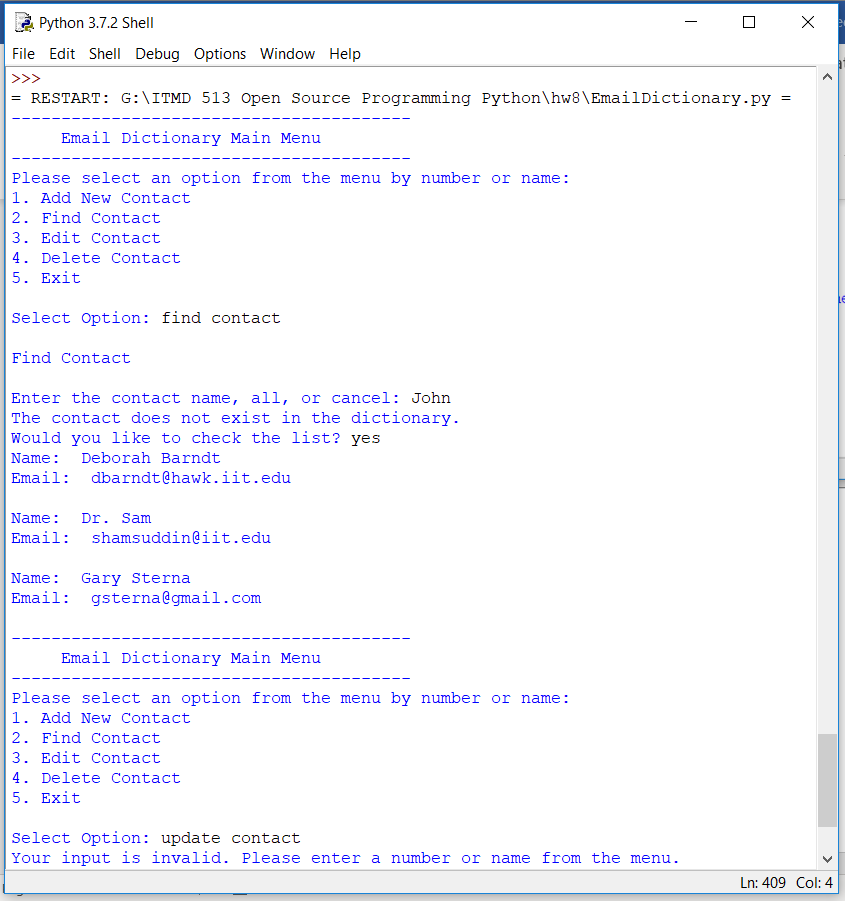 Python 3.7.2 Shell
File Edit Shell Debug Options Window Help
>>>
= RESTART: G:\ITMD 513 Open Source Programming Python\hw8\EmailDictionary.py =
----------------------------------------
     Email Dictionary Main Menu
----------------------------------------
Please select an option from the menu by number or name:
1. Add New Contact
2. Find Contact
3. Edit Contact
4. Delete Contact
5. Exit
Select Option: find contact
Find Contact
Enter the contact name, all, or cancel: John
The contact does not exist in the dictionary.
Would you like to check the list? yes
Name:  Deborah Barndt
Email:  dbarndt@hawk.iit.edu
Name:  Dr. Sam
Email:  shamsuddin@iit.edu
Name:  Gary Sterna
Email:  gsterna@gmail.com
----------------------------------------
     Email Dictionary Main Menu
----------------------------------------
Please select an option from the menu by number or name:
1. Add New Contact
2. Find Contact
3. Edit Contact
4. Delete Contact
5. Exit
Select Option: update contact
Your input is invalid. Please enter a number or name from the menu.
Ln: 409 Col: 4